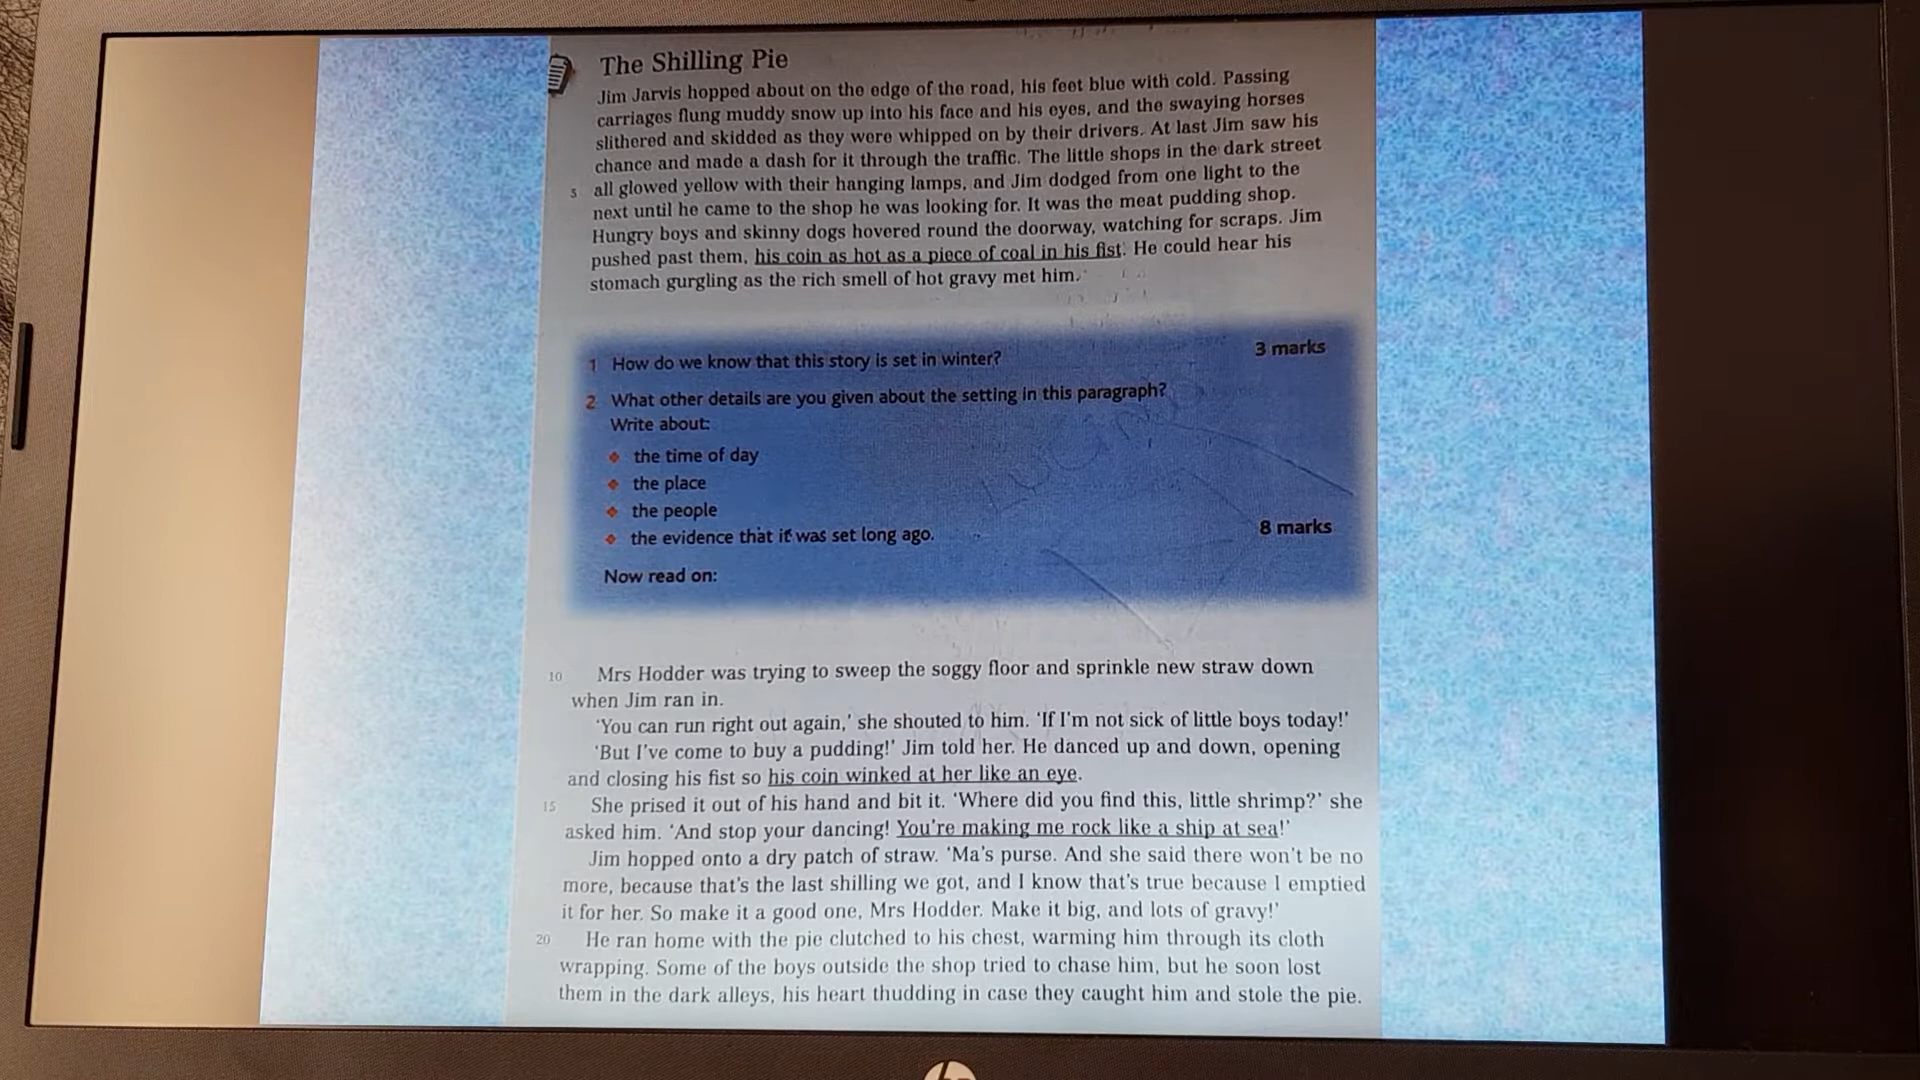 The Shilling Pie
Jim Jarvis hopped about on the edge of the road, his feet blue with cold. Passing
carriages flung muddy snow up into his face and his eyes, and the swaying horses
slithered and skidded as they were whipped on by their drivers. At last Jim saw his
chance and made a dash for it through the traffic. The little shops in the dark street
5 all glowed yellow with their hanging lamps, and Jim dodged from one light to the
next until he came to the shop he was looking for. It was the meat pudding shop.
Hungry boys and skinny dogs hovered round the doorway, watching for scraps. Jim
pushed past them, his coin as hot as a piece of coal in his fist. He could hear his
stomach gurgling as the rich smell of hot gravy met him.
1 How do we know that this story is set in winter? 3 marks
2 What other details are you given about the setting in this paragraph?
Write about:
the time of day
the place
the people
the evidence that it was set long ago. 8 marks
Now read on:
10 Mrs Hodder was trying to sweep the soggy floor and sprinkle new straw down
when Jim ran in.
‘You can run right out again,’ she shouted to him. ‘If I'm not sick of little boys today!’
‘But I've come to buy a pudding!’ Jim told her. He danced up and down, opening
and closing his fist so his coin winked at her like an eye.
15 She prised it out of his hand and bit it. ‘Where did you find this, little shrimp?’ she
asked him. ‘And stop your dancing! You're making me rock like a ship at sea!’
Jim hopped onto a dry patch of straw. ‘Ma's purse. And she said there won't be no
more, because that's the last shilling we got, and I know that's true because I emptied
it for her. So make it a good one, Mrs Hodder. Make it big, and lots of gravy!’
20 He ran home with the pie clutched to his chest, warming him through its cloth
wrapping. Some of the boys outside the shop tried to chase him, but he soon lost
them in the dark alleys, his heart thudding in case they caught him and stole the pie.
hp